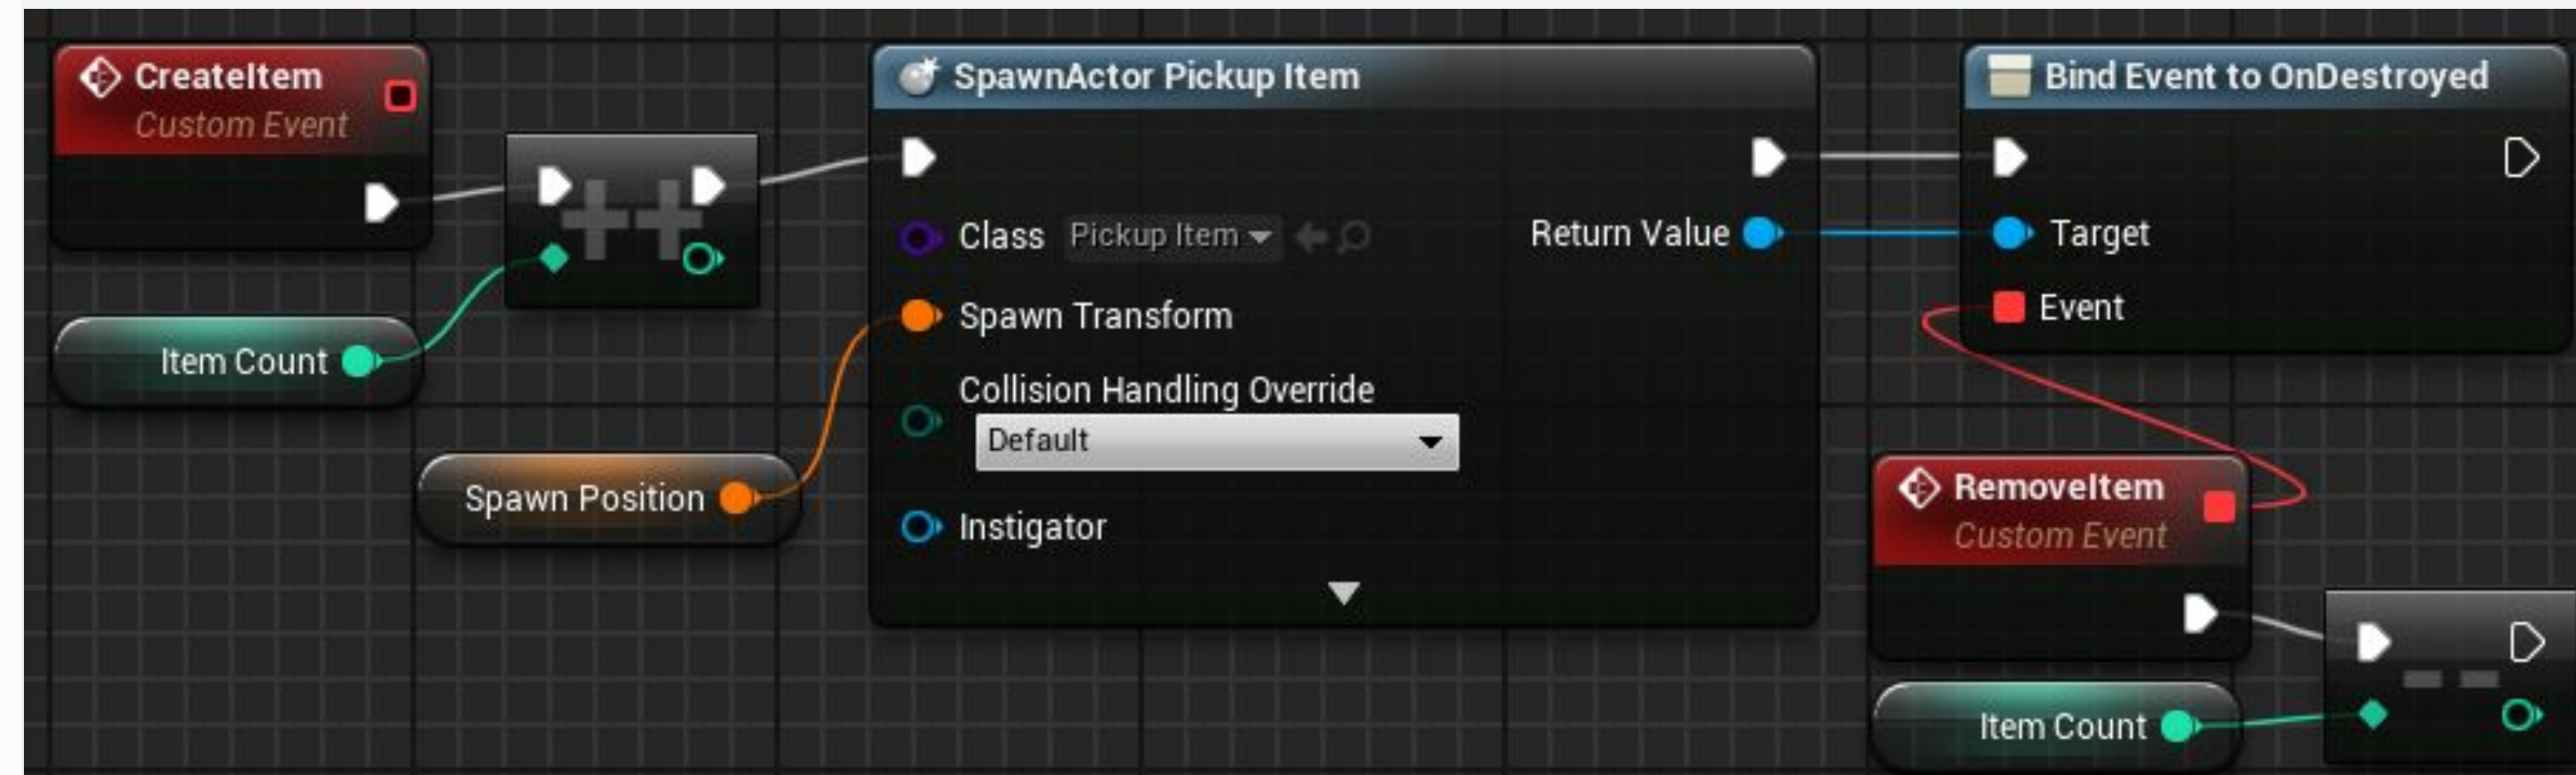 CreateItem
Custom Event
Item Count
Spawn Position
SpawnActor Pickup Item
Class Pickup Item
Return Value
Spawn Transform
Collision Handling Override
Default
Instigator
Bind Event to OnDestroyed
Target
Event
RemoveItem
Custom Event
Item Count